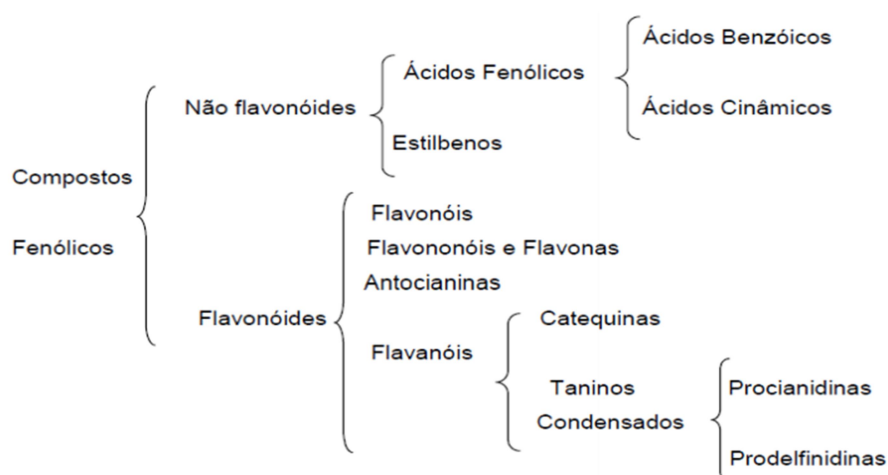 Ácidos Benzóicos
Ácidos Fenólicos
Não flavonóides
Ácidos Cinâmicos
Estilbenos
Compostos
Fenólicos
Flavonóis
Flavononóis e Flavonas
Antocianinas
Flavonóides
Catequinas
Flavanóis
Taninos
Condensados
Procianidinas
Prodelfinidinas